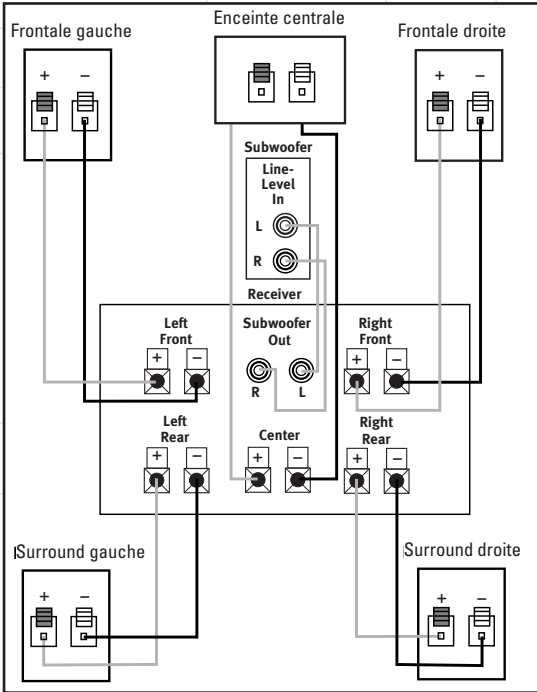 Enceinte centrale
Frontale gauche
Frontale droite
+ –
+ –
Subwoofer
Line-
Level
In
L
R
Receiver
Left
Front
Subwoofer
Out
Right
Front
+ –
+ –
R L
Left
Rear
Center
Right
Rear
+ –
+ –
+ –
Surround gauche
Surround droite
+ –
+ –